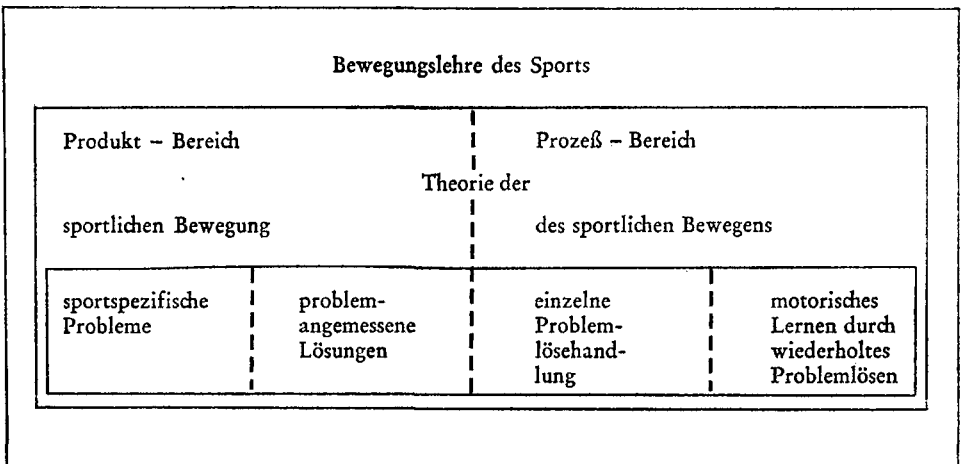 Bewegungslehre des Sports
Produkt – Bereich
Prozeß – Bereich
Theorie der
sportlichen Bewegung
des sportlichen Bewegens
sportspezifische
Probleme
problem-
angemessene
Lösungen
einzelne
Problem-
lösehand-
lung
motorisches
Lernen durch
wiederholtes
Problemlösen